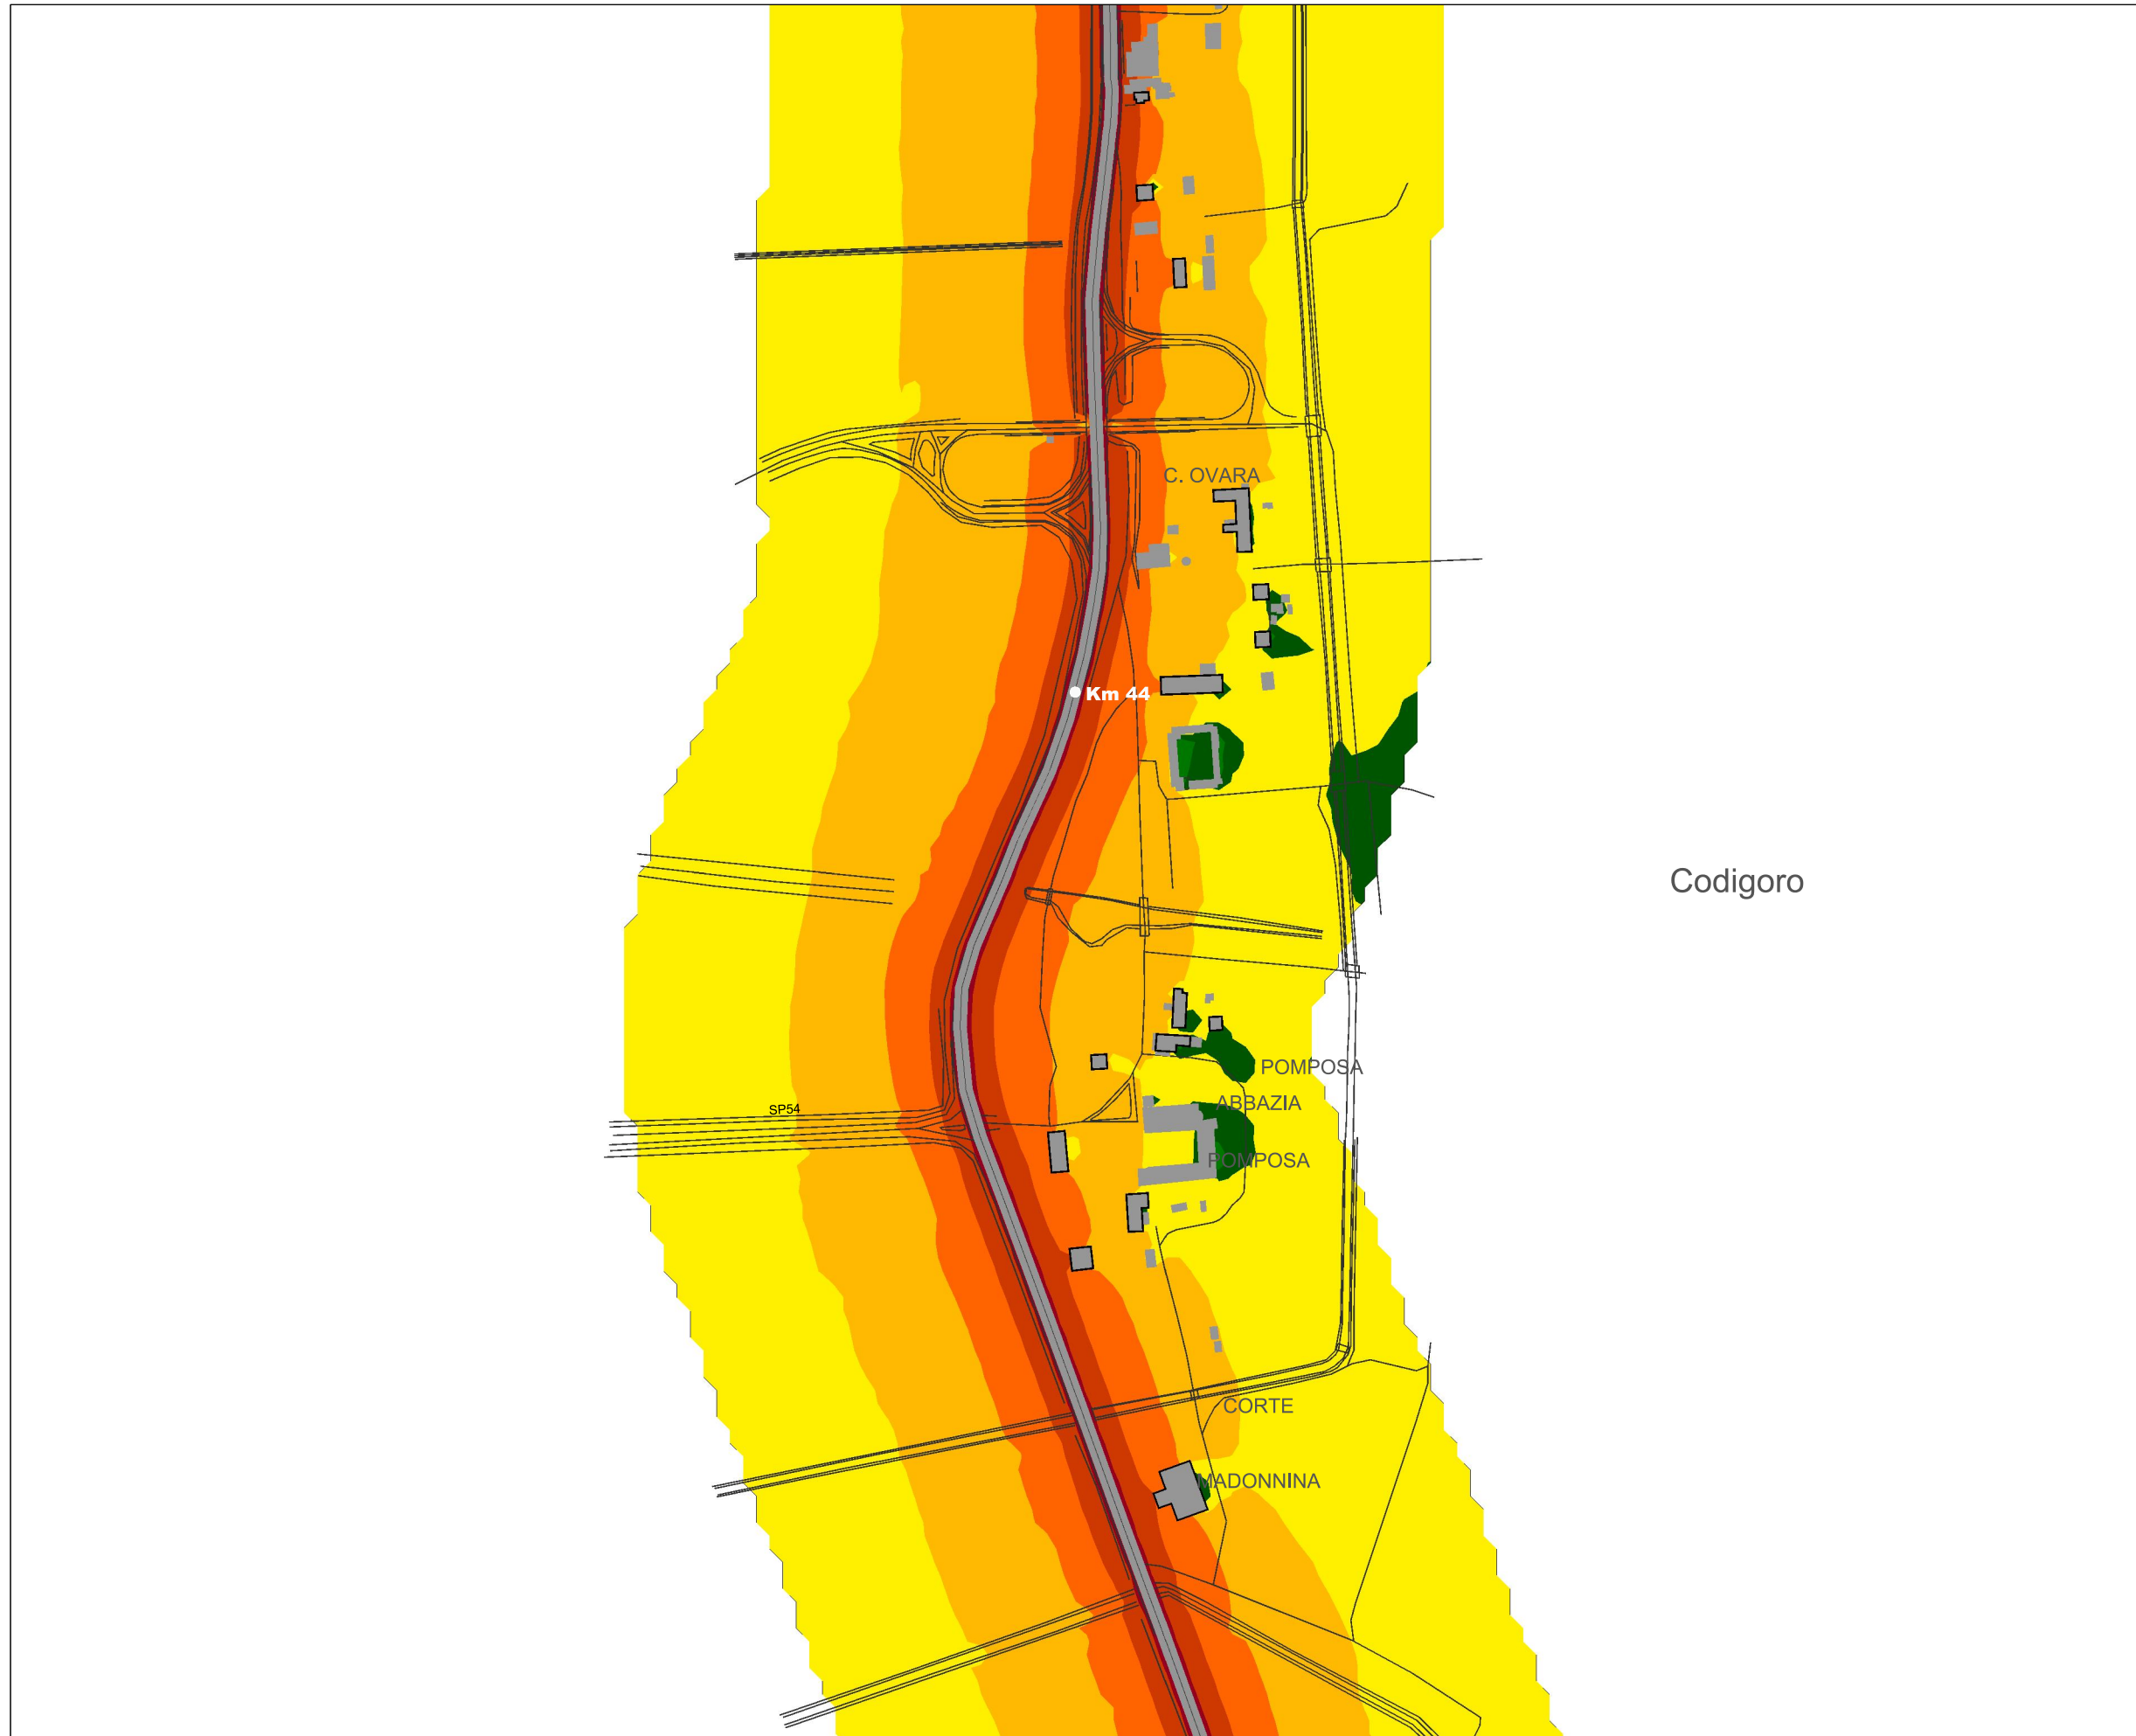 C. OVARA
Km 44
Codigoro
POMPOSA
ABBAZIA
SP54
POMPOSA
CORTE
MADONNINA